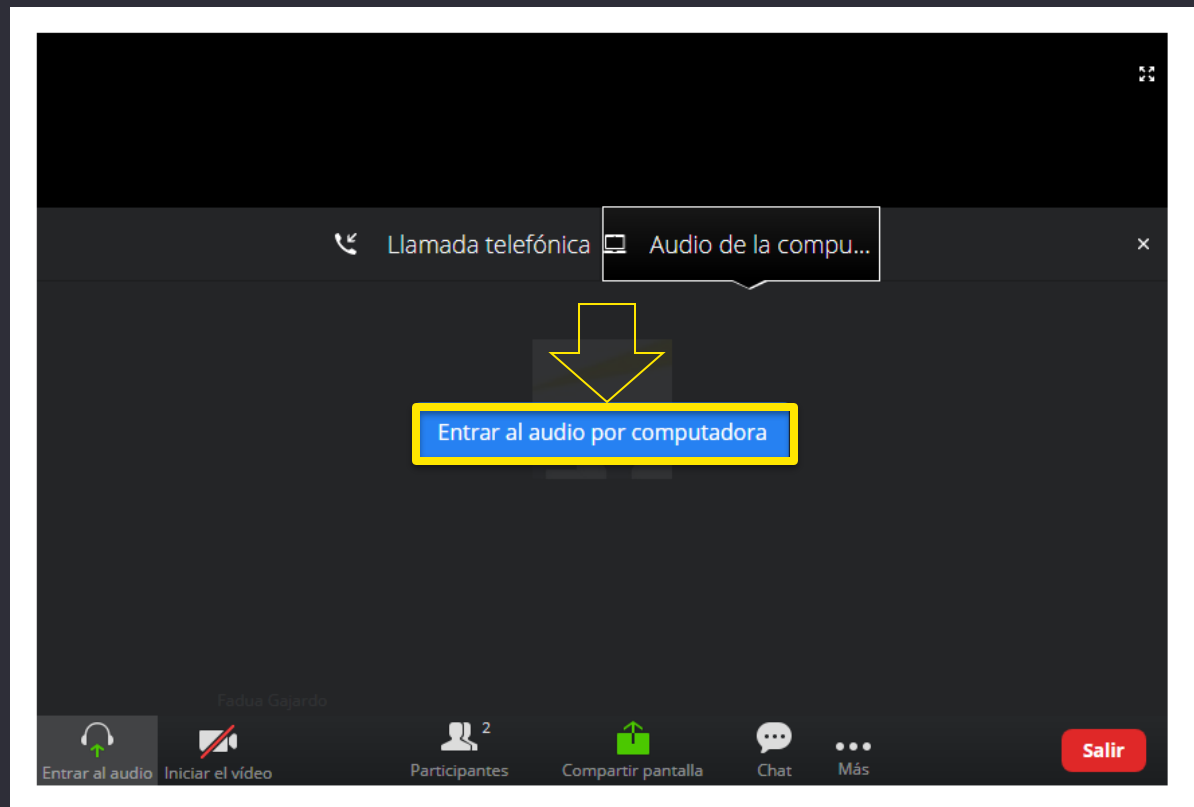 Llamada telefónica
Audio de la compu...
Entrar al audio por computadora
Fadua Gajardo
Entrar al audio
Iniciar el vídeo
2
Participantes
Compartir pantalla
Chat
Más
Salir